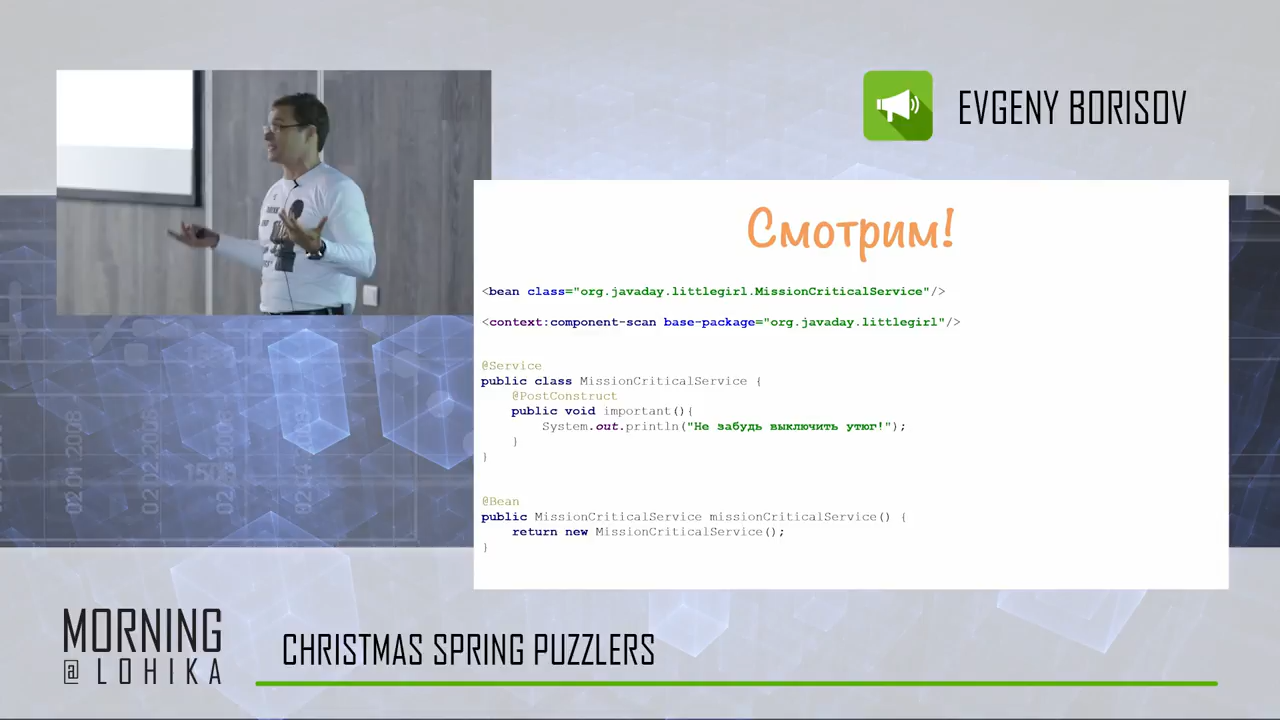 EVGENY BORISOV
Смотрим!
<bean class="org.javaday.littlegirl.MissionCriticalService"/>
<context:component-scan base-package="org.javaday.littlegirl"/>
@Service
public class MissionCriticalService {
@PostConstruct
public void important(){
System.out.println("Не забудь выключить утюг!");
}
}
@Bean
public MissionCriticalService missionCriticalService() {
return new MissionCriticalService();
}
MORNING
@ LOHIKA
CHRISTMAS SPRING PUZZLERS